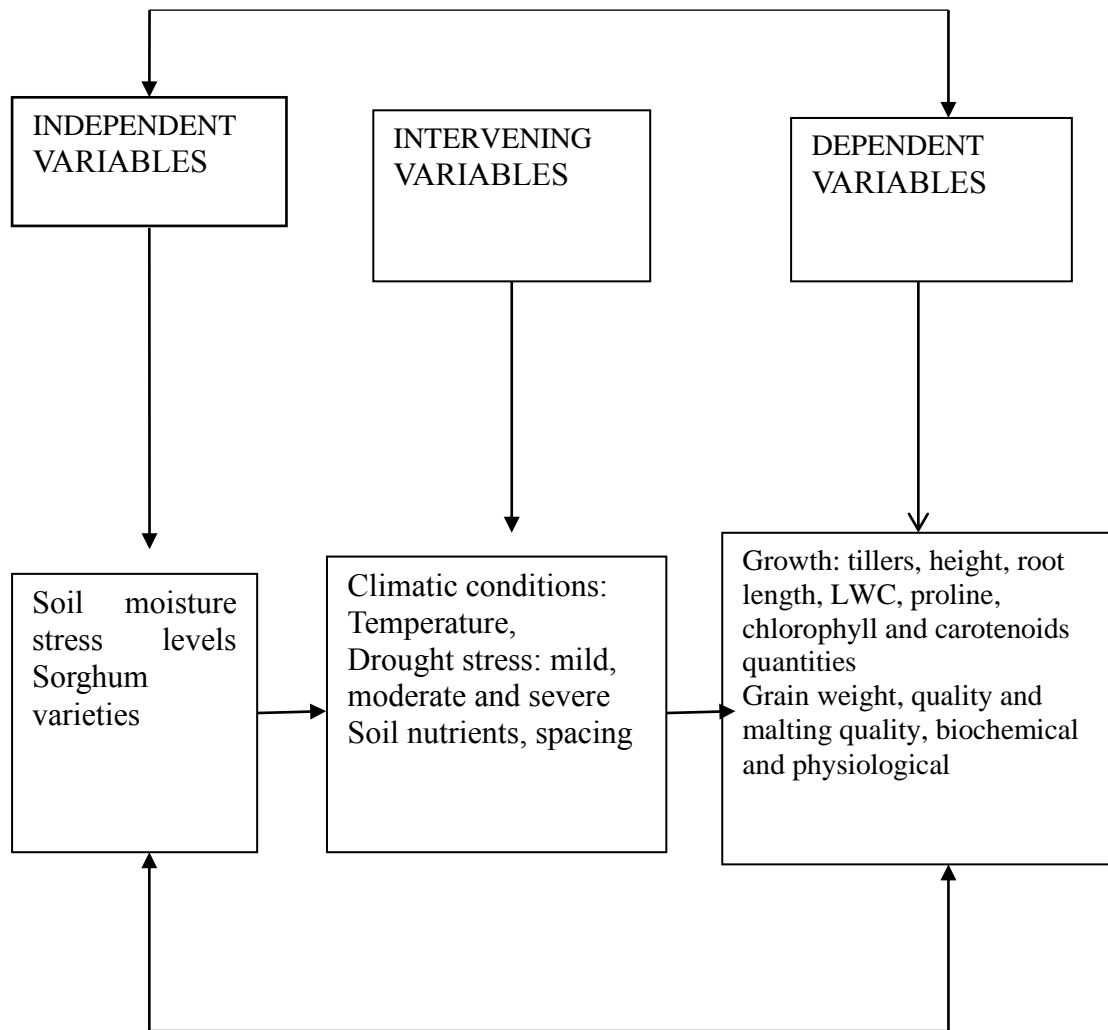 INDEPENDENT
VARIABLES
INTERVENING
VARIABLES
DEPENDENT
VARIABLES
Soil moisture
stress levels
Sorghum
varieties
Climatic conditions:
Temperature,
Drought stress: mild,
moderate and severe
Soil nutrients, spacing
Growth: tillers, height, root
length, LWC, proline,
chlorophyll and carotenoids
quantities
Grain weight, quality and
malting quality, biochemical
and physiological